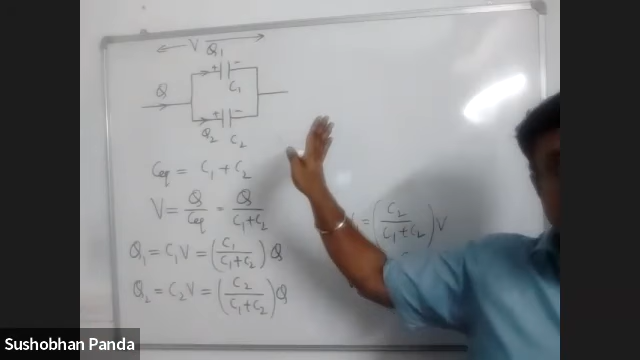 V
Q₁
+ −
C₁
Q
+ −
Q₂ C₂
Ceq = C₁ + C₂
V = Q/Ceq = Q/(C₁+C₂)
Q₁ = C₁V = (C₁/(C₁+C₂)) Q
Q₂ = C₂V = (C₂/(C₁+C₂)) Q
= (C₂/(C₁+C₂)) V
Sushobhan Panda